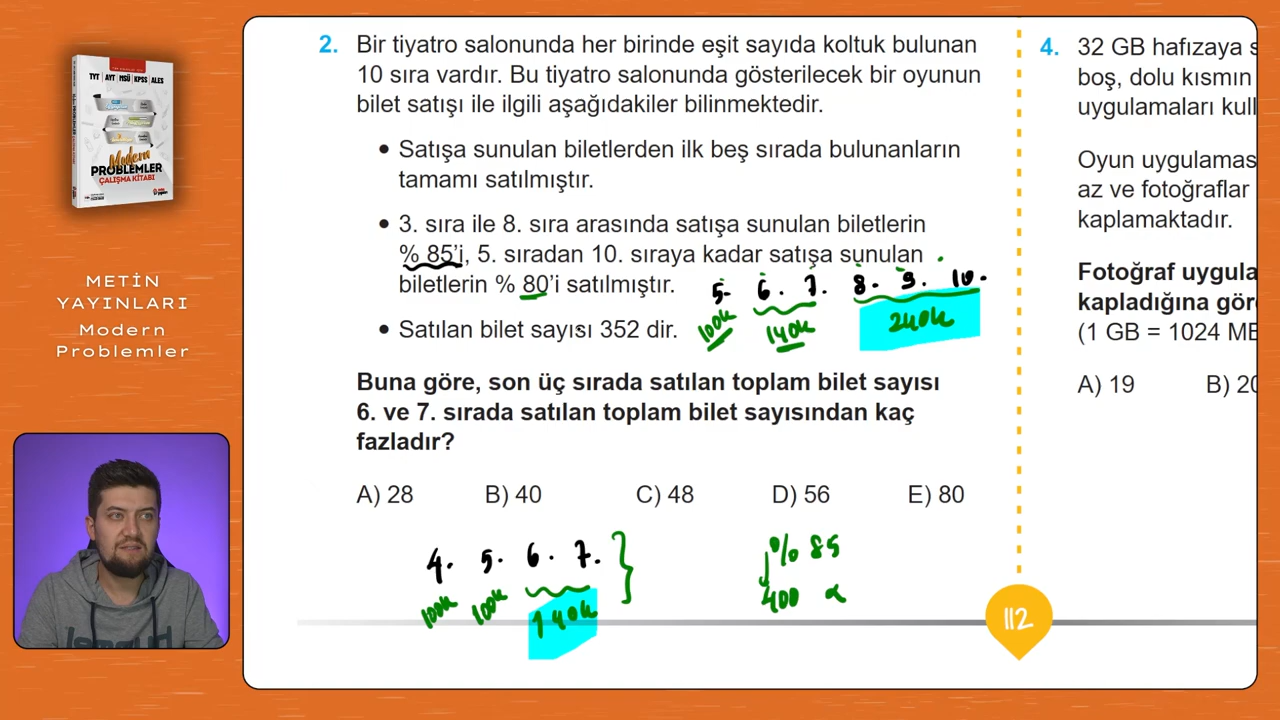 TYT | AYT | MSÜ | KPSS | ALES
Modern
PROBLEMLER
ÇALIŞMA KİTABI
METİN
YAYINLARI
Modern
Problemler
2. Bir tiyatro salonunda her birinde eşit sayıda koltuk bulunan
10 sıra vardır. Bu tiyatro salonunda gösterilecek bir oyunun
bilet satışı ile ilgili aşağıdakiler bilinmektedir.
• Satışa sunulan biletlerden ilk beş sırada bulunanların
tamamı satılmıştır.
• 3. sıra ile 8. sıra arasında satışa sunulan biletlerin
% 85'i, 5. sıradan 10. sıraya kadar satışa sunulan
biletlerin % 80'i satılmıştır.
5. 6. 7. 8. 9. 10.
100k 140k 240k
• Satılan bilet sayısı 352 dir.
Buna göre, son üç sırada satılan toplam bilet sayısı
6. ve 7. sırada satılan toplam bilet sayısından kaç
fazladır?
A) 28 B) 40 C) 48 D) 56 E) 80
4. 5. 6. 7.
100k 100k 140k
% 85
400
112
4. 32 GB hafızaya s
boş, dolu kısmın
uygulamaları kull
Oyun uygulamas
az ve fotoğraflar
kaplamaktadır.
Fotoğraf uygula
kapladığına gör
(1 GB = 1024 ME
A) 19 B) 20